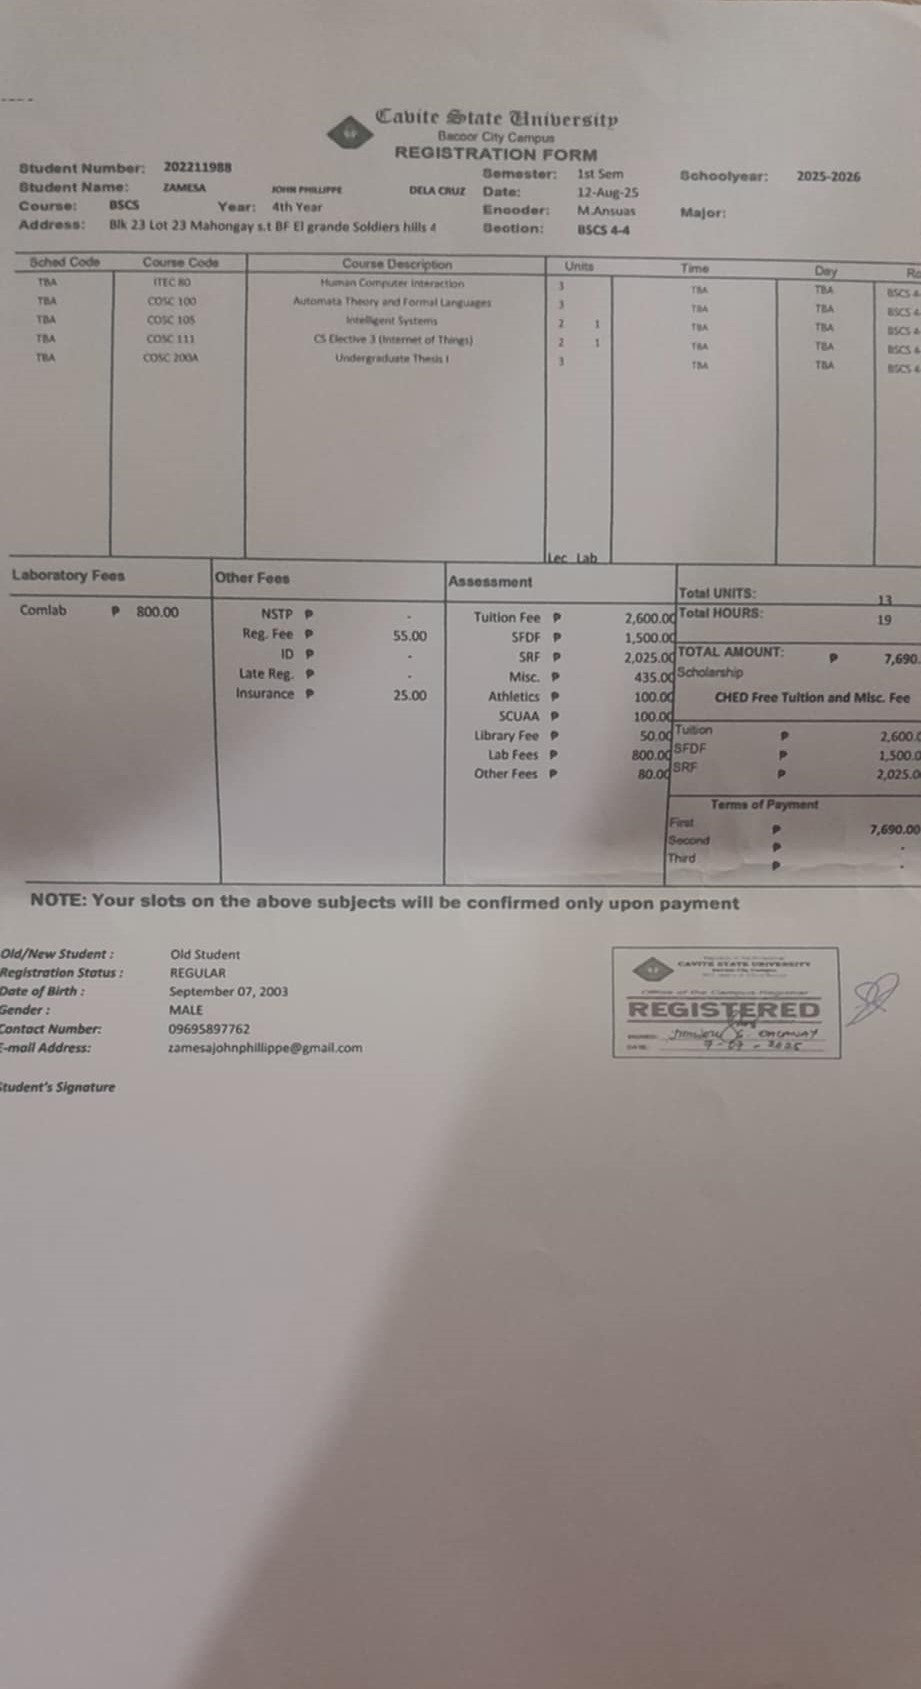 Cavite State University
Bacoor City Campus
REGISTRATION FORM
Student Number: 202211988 Semester: 1st Sem Schoolyear: 2025-2026
Student Name: ZAMESA JOHN PHILLIPPE DELA CRUZ Date: 12-Aug-25
Course: BSCS Year: 4th Year Encoder: M.Ansuas Major:
Address: Blk 23 Lot 23 Mahongay s.t BF El grande Soldiers hills 4 Section: BSCS 4-4
Sched Code Course Code Course Description Units Time Day Ro
TBA ITEC 80 Human Computer Interaction 3 TBA TBA BSCS 4-
TBA COSC 100 Automata Theory and Formal Languages 3 TBA TBA BSCS 4-
TBA COSC 105 Intelligent Systems 2 1 TBA TBA BSCS 4-
TBA COSC 111 CS Elective 3 (Internet of Things) 2 1 TBA TBA BSCS 4-
TBA COSC 200A Undergraduate Thesis I 3 TBA TBA BSCS 4-
Lec Lab
Laboratory Fees Other Fees Assessment Total UNITS: 13
Comlab ₱ 800.00 NSTP ₱ - Tuition Fee ₱ 2,600.00 Total HOURS: 19
Reg. Fee ₱ 55.00 SFDF ₱ 1,500.00
ID ₱ - SRF ₱ 2,025.00 TOTAL AMOUNT: ₱ 7,690.
Late Reg. ₱ - Misc. ₱ 435.00 Scholarship
Insurance ₱ 25.00 Athletics ₱ 100.00 CHED Free Tuition and Misc. Fee
SCUAA ₱ 100.00
Library Fee ₱ 50.00 Tuition ₱ 2,600.0
Lab Fees ₱ 800.00 SFDF ₱ 1,500.0
Other Fees ₱ 80.00 SRF ₱ 2,025.0
Terms of Payment
First ₱ 7,690.00
Second ₱ -
Third ₱ -
NOTE: Your slots on the above subjects will be confirmed only upon payment
Old/New Student : Old Student
Registration Status : REGULAR
Date of Birth : September 07, 2003
Gender : MALE
Contact Number: 09695897762
E-mail Address: zamesajohnphillippe@gmail.com
Student's Signature
CAVITE STATE UNIVERSITY
Bacoor City Campus
Office of the Campus Registrar
REGISTERED
DATE: